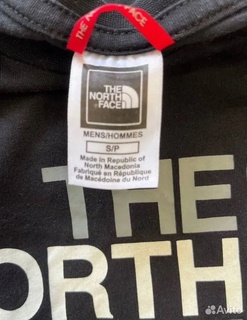 THE NORTH FACE
THE
NORTH
FACE
MENS/HOMMES
S/P
Made in Republic of
North Macedonia
Fabriqué en République
de Macédoine du Nord
THE
ORTH
Avito